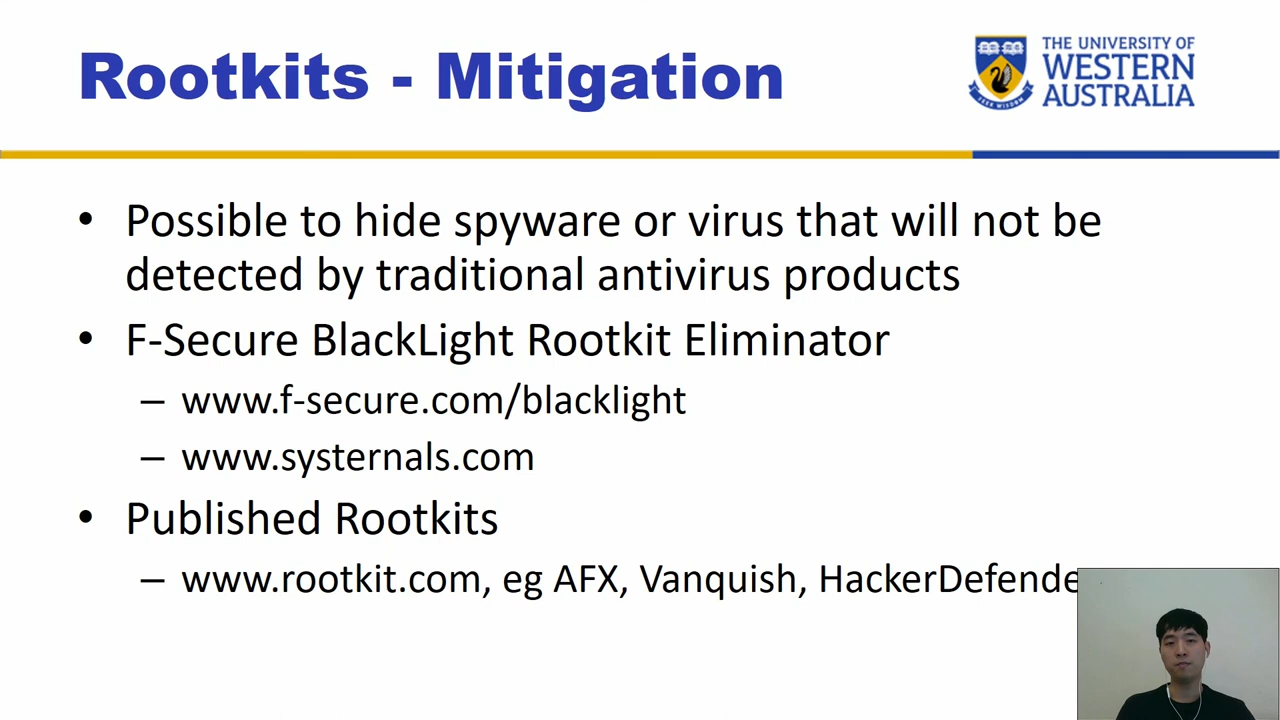 Rootkits - Mitigation
THE UNIVERSITY OF
WESTERN
AUSTRALIA
SEEK WISDOM
• Possible to hide spyware or virus that will not be
detected by traditional antivirus products
• F-Secure BlackLight Rootkit Eliminator
– www.f-secure.com/blacklight
– www.systernals.com
• Published Rootkits
– www.rootkit.com, eg AFX, Vanquish, HackerDefende